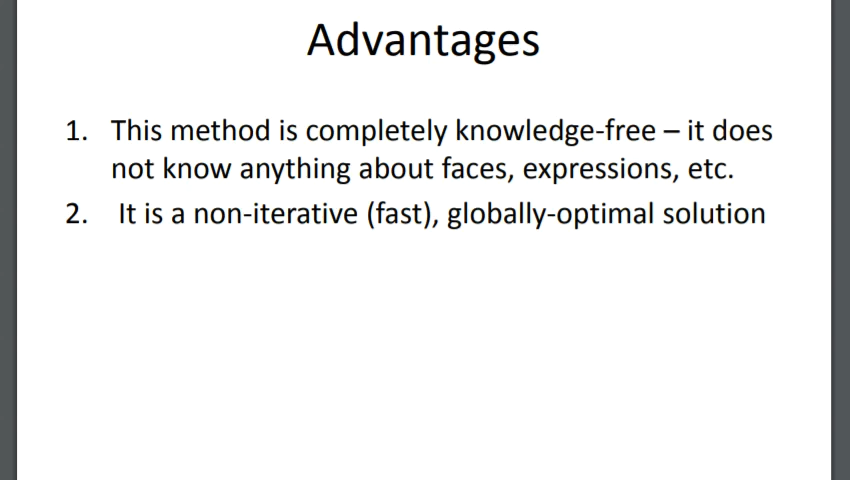 Advantages
1. This method is completely knowledge-free – it does
not know anything about faces, expressions, etc.
2. It is a non-iterative (fast), globally-optimal solution